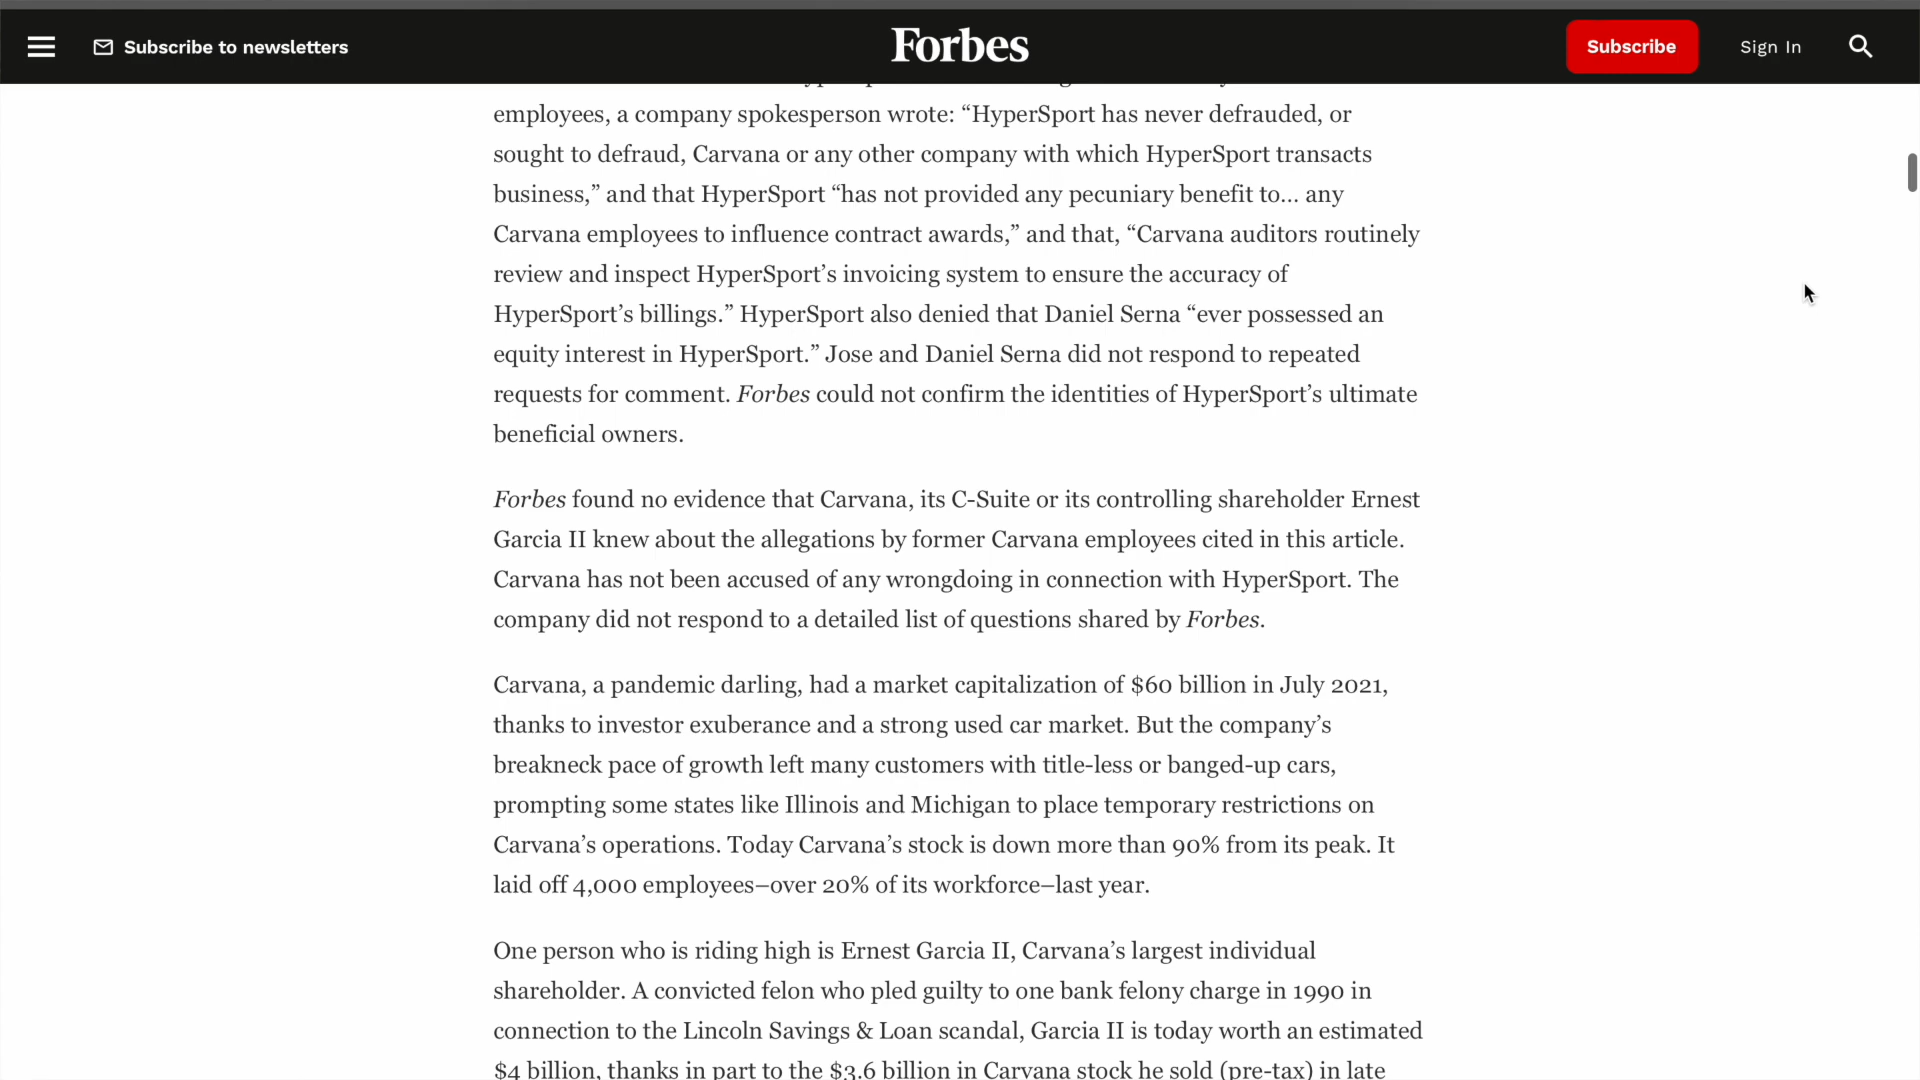 Subscribe to newsletters
Forbes
Subscribe
Sign In
employees, a company spokesperson wrote: “HyperSport has never defrauded, or
sought to defraud, Carvana or any other company with which HyperSport transacts
business,” and that HyperSport “has not provided any pecuniary benefit to... any
Carvana employees to influence contract awards,” and that, “Carvana auditors routinely
review and inspect HyperSport’s invoicing system to ensure the accuracy of
HyperSport’s billings.” HyperSport also denied that Daniel Serna “ever possessed an
equity interest in HyperSport.” Jose and Daniel Serna did not respond to repeated
requests for comment. Forbes could not confirm the identities of HyperSport’s ultimate
beneficial owners.
Forbes found no evidence that Carvana, its C-Suite or its controlling shareholder Ernest
Garcia II knew about the allegations by former Carvana employees cited in this article.
Carvana has not been accused of any wrongdoing in connection with HyperSport. The
company did not respond to a detailed list of questions shared by Forbes.
Carvana, a pandemic darling, had a market capitalization of $60 billion in July 2021,
thanks to investor exuberance and a strong used car market. But the company’s
breakneck pace of growth left many customers with title-less or banged-up cars,
prompting some states like Illinois and Michigan to place temporary restrictions on
Carvana’s operations. Today Carvana’s stock is down more than 90% from its peak. It
laid off 4,000 employees–over 20% of its workforce–last year.
One person who is riding high is Ernest Garcia II, Carvana’s largest individual
shareholder. A convicted felon who pled guilty to one bank felony charge in 1990 in
connection to the Lincoln Savings & Loan scandal, Garcia II is today worth an estimated
$4 billion, thanks in part to the $3.6 billion in Carvana stock he sold (pre-tax) in late